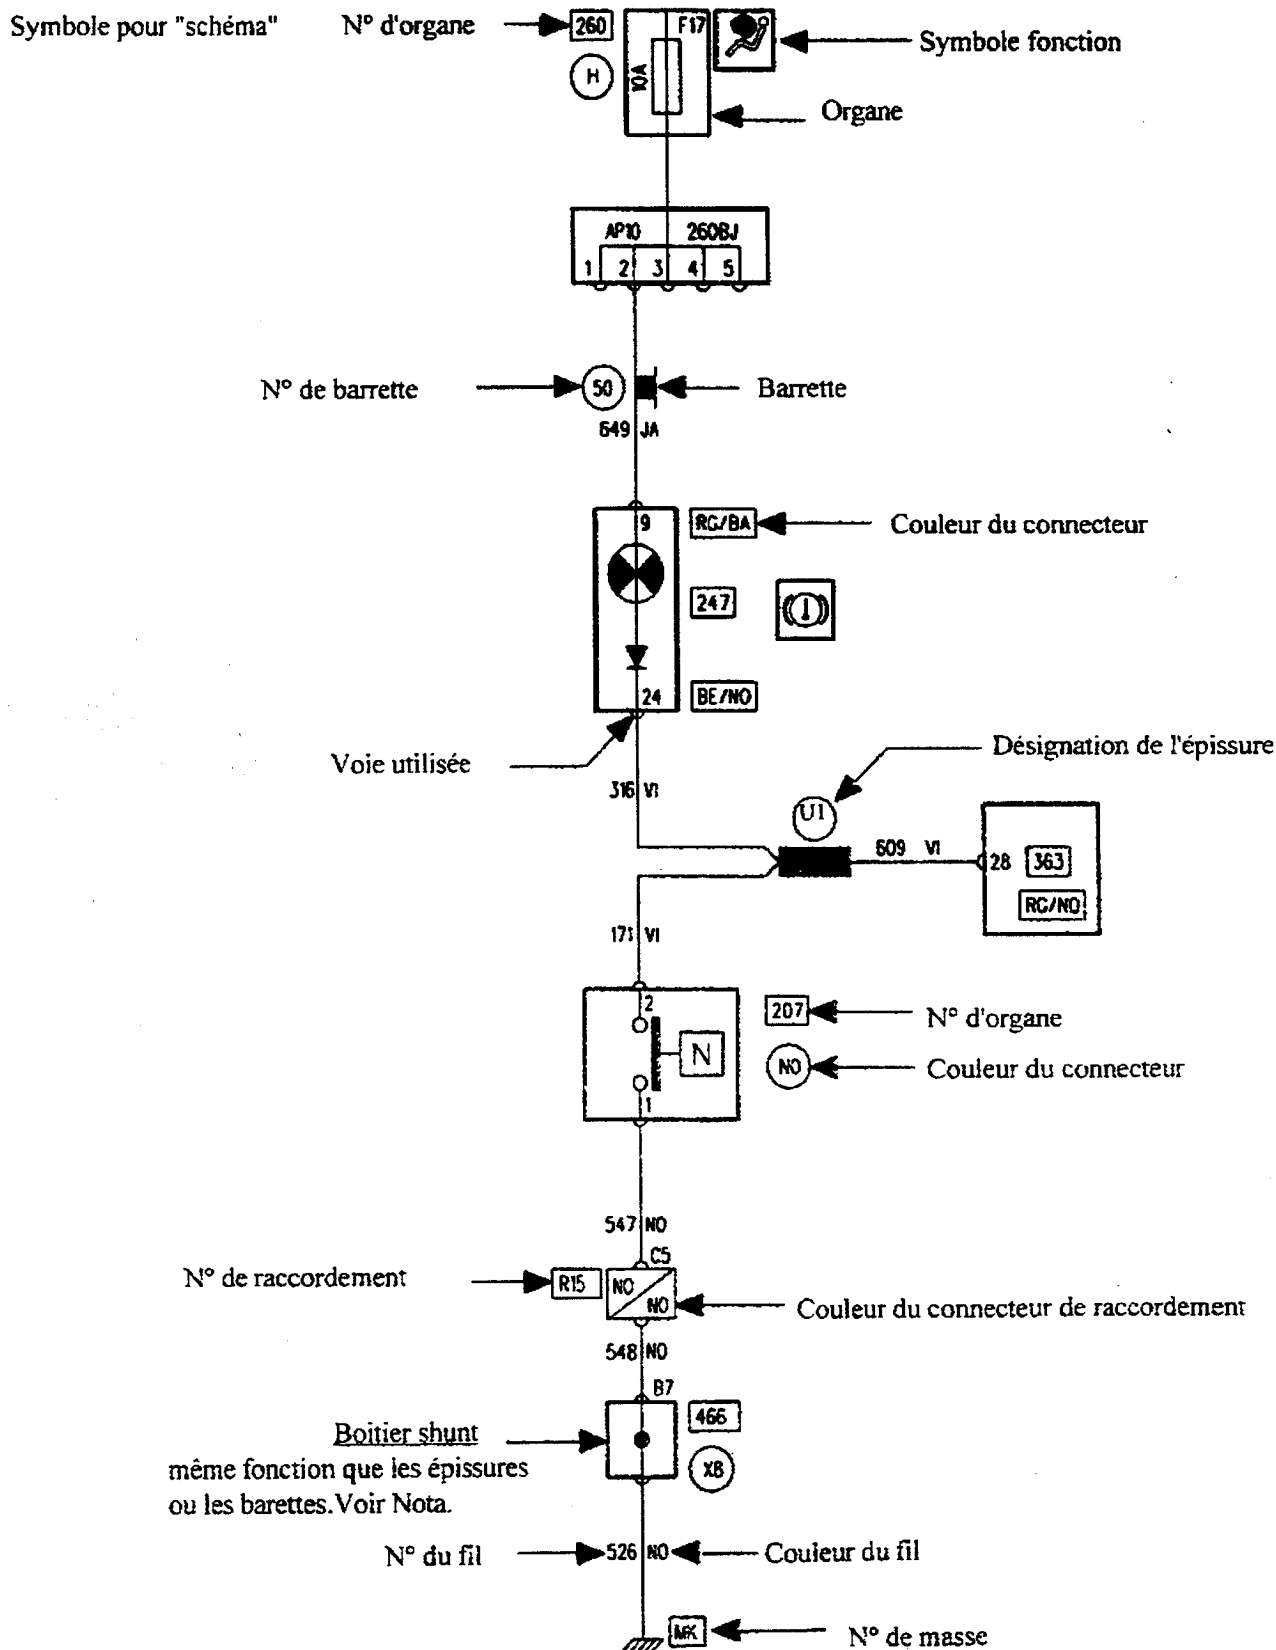 Symbole pour "schéma"
N° d'organe
260
F17
H
10A
Symbole fonction
Organe
AP10 260BJ
1 2 3 4 5
N° de barrette
50
Barrette
649 JA
9
RG/BA
Couleur du connecteur
247
24
BE/NO
Voie utilisée
Désignation de l'épissure
316 VI
U1
609 VI
28
363
RG/NO
171 VI
2
207
N° d'organe
N
NO
Couleur du connecteur
1
547 NO
C5
N° de raccordement
R15
NO
NO
Couleur du connecteur de raccordement
548 NO
B7
466
Boitier shunt
même fonction que les épissures
ou les barettes.Voir Nota.
XB
N° du fil
526 NO
Couleur du fil
MK
N° de masse